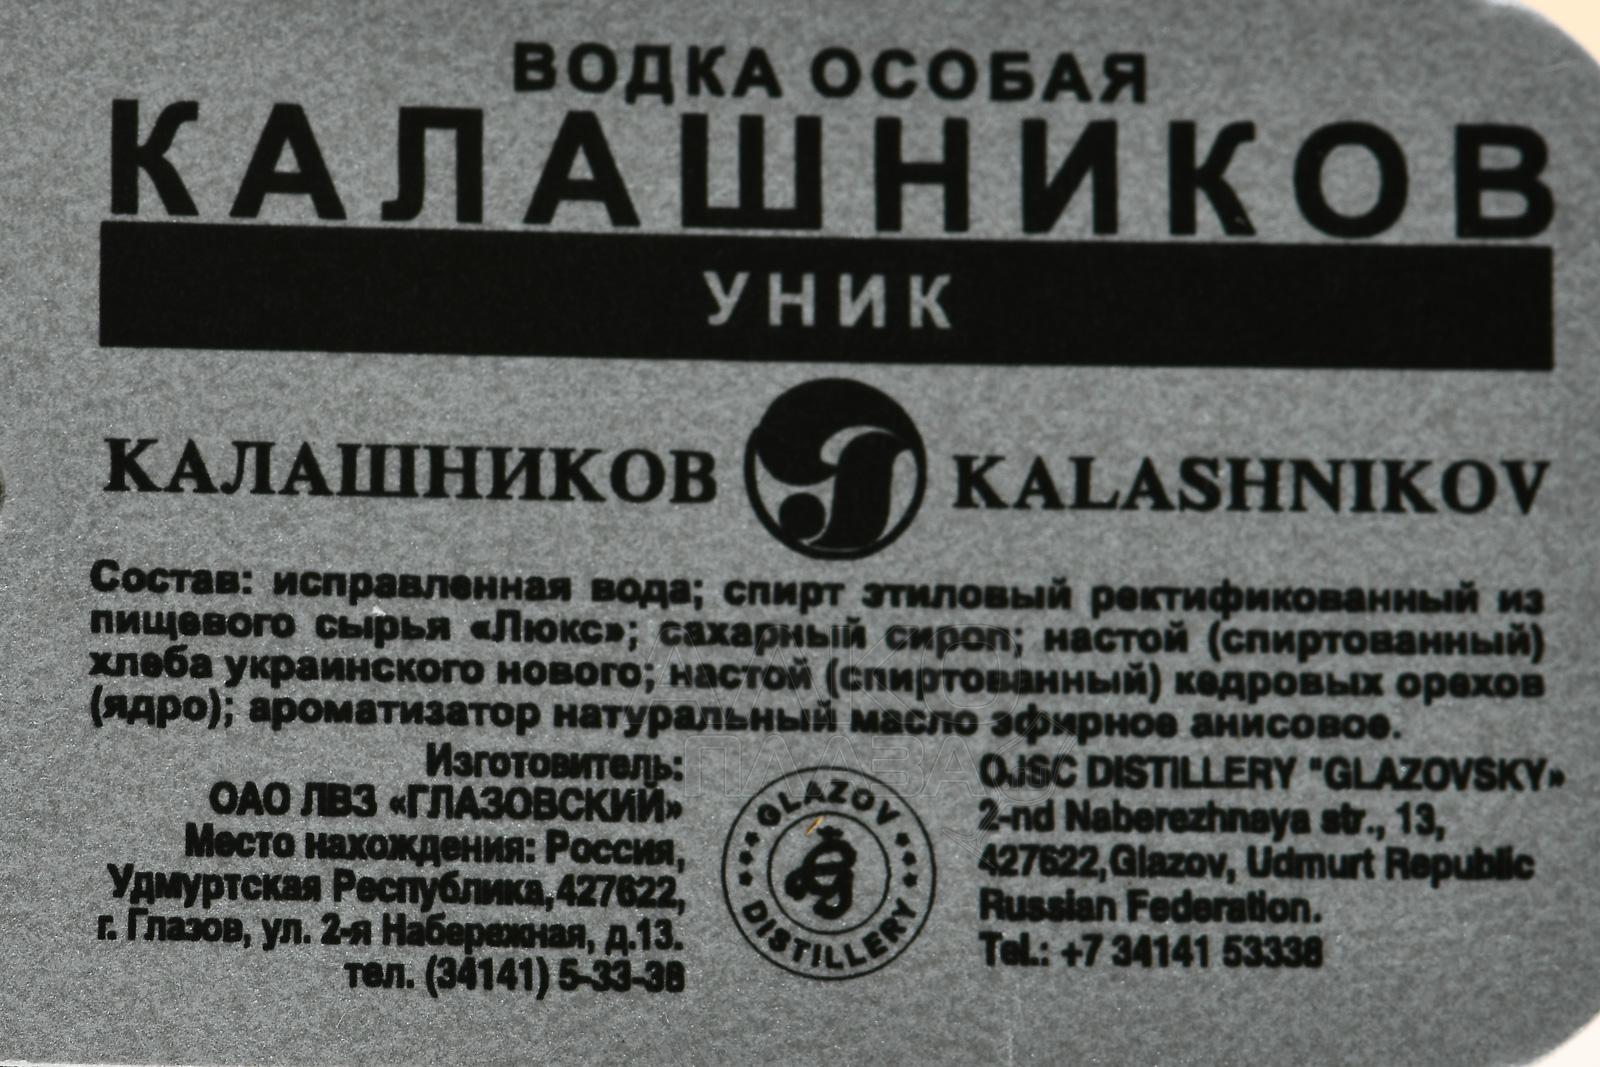 ВОДКА ОСОБАЯ
КАЛАШНИКОВ
УНИК
КАЛАШНИКОВ KALASHNIKOV
Состав: исправленная вода; спирт этиловый ректификованный из
пищевого сырья «Люкс»; сахарный сироп; настой (спиртованный)
хлеба украинского нового; настой (спиртованный) кедровых орехов
(ядро); ароматизатор натуральный масло эфирное анисовое.
АЛКО
ПЛАЗА
Изготовитель:
ОАО ЛВЗ «ГЛАЗОВСКИЙ»
Место нахождения: Россия,
Удмуртская Республика,427622,
г. Глазов, ул. 2-я Набережная, д.13.
тел. (34141) 5-33-38
GLAZOV
DISTILLERY
OJSC DISTILLERY "GLAZOVSKY»
2-nd Naberezhnaya str., 13,
427622,Glazov, Udmurt Republic
Russian Federation.
Tel.: +7 34141 53338